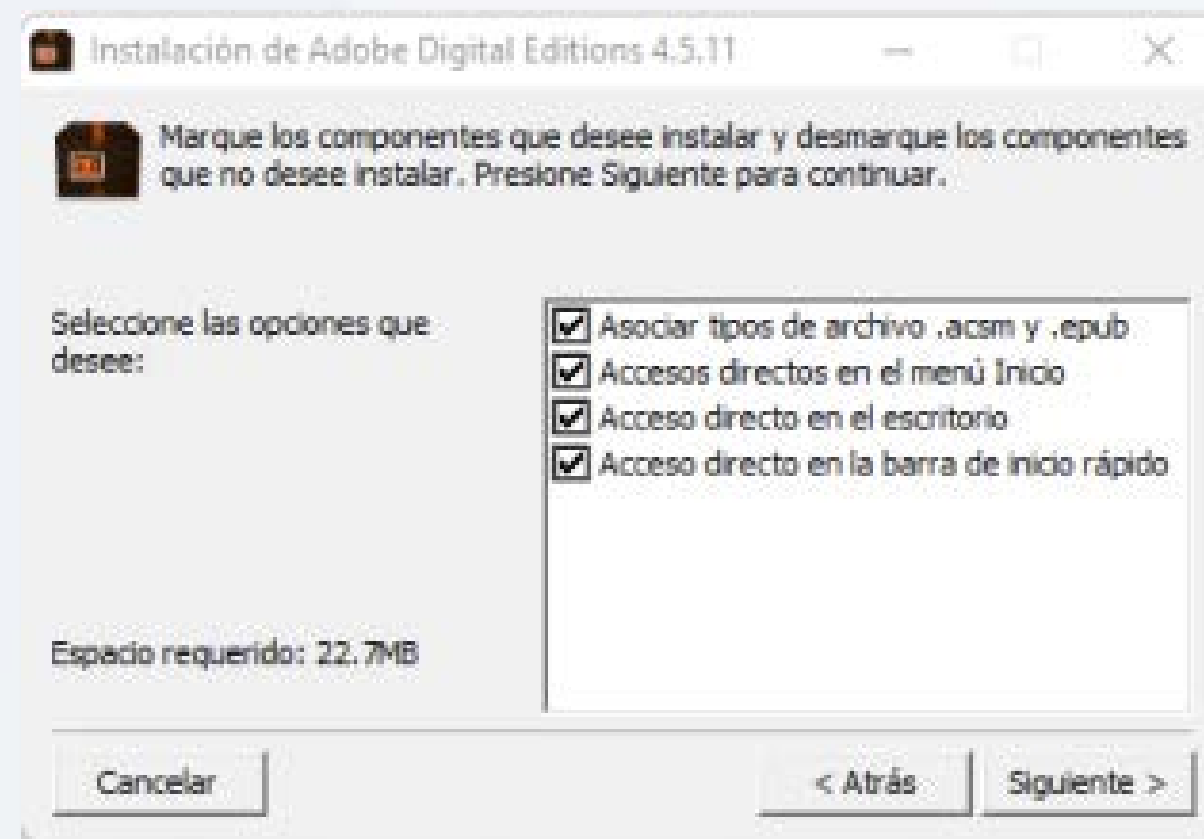 Instalación de Adobe Digital Editions 4.5.11
Marque los componentes que desee instalar y desmarque los componentes
que no desee instalar. Presione Siguiente para continuar.
Seleccione las opciones que
desee:
Asociar tipos de archivo .acsm y .epub
Accesos directos en el menú Inicio
Acceso directo en el escritorio
Acceso directo en la barra de inicio rápido
Espacio requerido: 22.7MB
Cancelar
< Atrás
Siguiente >